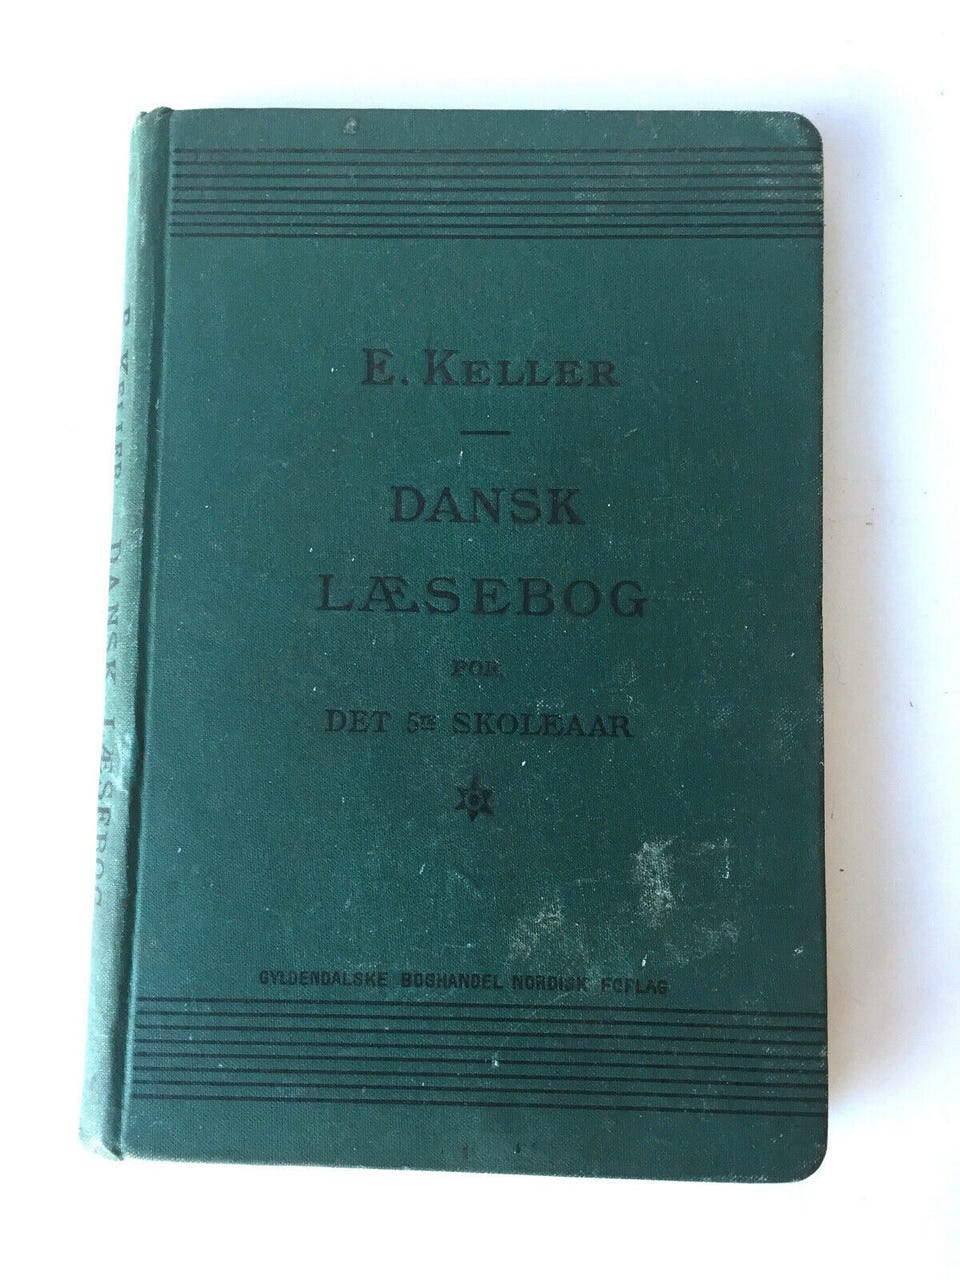 E. KELLER
DANSK
LÆSEBOG
FOR
DET 5TE SKOLEAAR
GYLDENDALSKE BOGHANDEL NORDISK FORLAG
E. KELLER DANSK LÆSEBOG